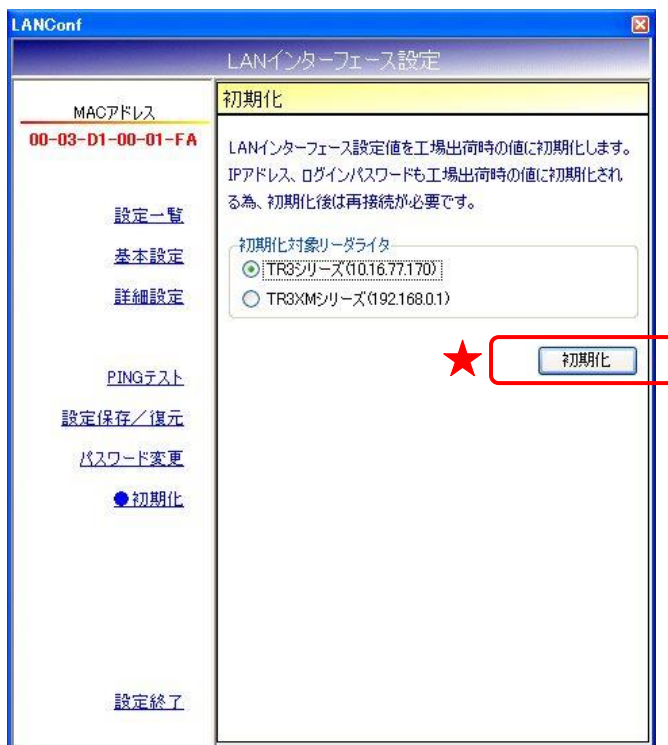 LANConf
LANインターフェース設定
MACアドレス
00-03-D1-00-01-FA
設定一覧
基本設定
詳細設定
PINGテスト
設定保存／復元
パスワード変更
●初期化
設定終了
初期化
LANインターフェース設定値を工場出荷時の値に初期化します。
IPアドレス、ログインパスワードも工場出荷時の値に初期化され
る為、初期化後は再接続が必要です。
初期化対象リーダライタ
TR3シリーズ(10.16.77.170)
TR3XMシリーズ(192.168.0.1)
★
初期化